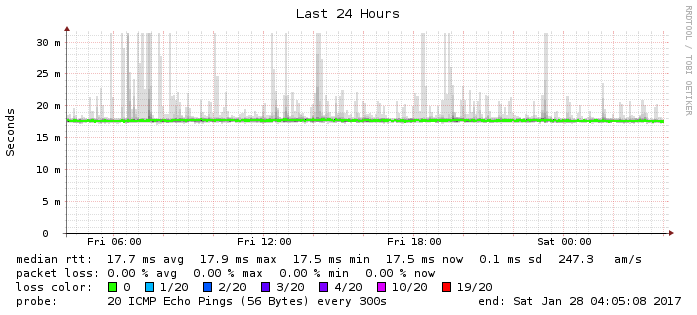 Last 24 Hours
RRDTOOL / TOBI OETIKER
Seconds
30 m
25 m
20 m
15 m
10 m
5 m
0
Fri 06:00 Fri 12:00 Fri 18:00 Sat 00:00
median rtt: 17.7 ms avg 17.9 ms max 17.5 ms min 17.5 ms now 0.1 ms sd 247.3 am/s
packet loss: 0.00 % avg 0.00 % max 0.00 % min 0.00 % now
loss color: 0 1/20 2/20 3/20 4/20 10/20 19/20
probe: 20 ICMP Echo Pings (56 Bytes) every 300s end: Sat Jan 28 04:05:08 2017